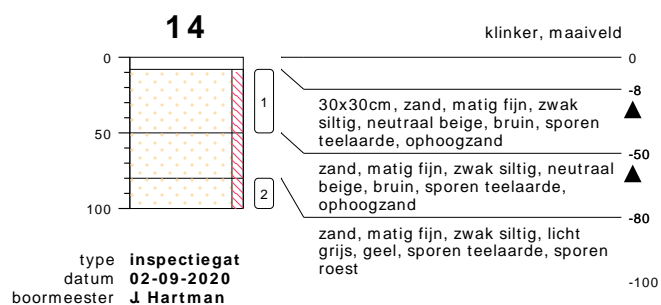 14
klinker, maaiveld
0
0
-8
1
30x30cm, zand, matig fijn, zwak
siltig, neutraal beige, bruin, sporen
teelaarde, ophoogzand
50
-50
zand, matig fijn, zwak siltig, neutraal
beige, bruin, sporen teelaarde,
ophoogzand
2
-80
100
zand, matig fijn, zwak siltig, licht
grijs, geel, sporen teelaarde, sporen
roest
-100
type inspectiegat
datum 02-09-2020
boormeester J. Hartman